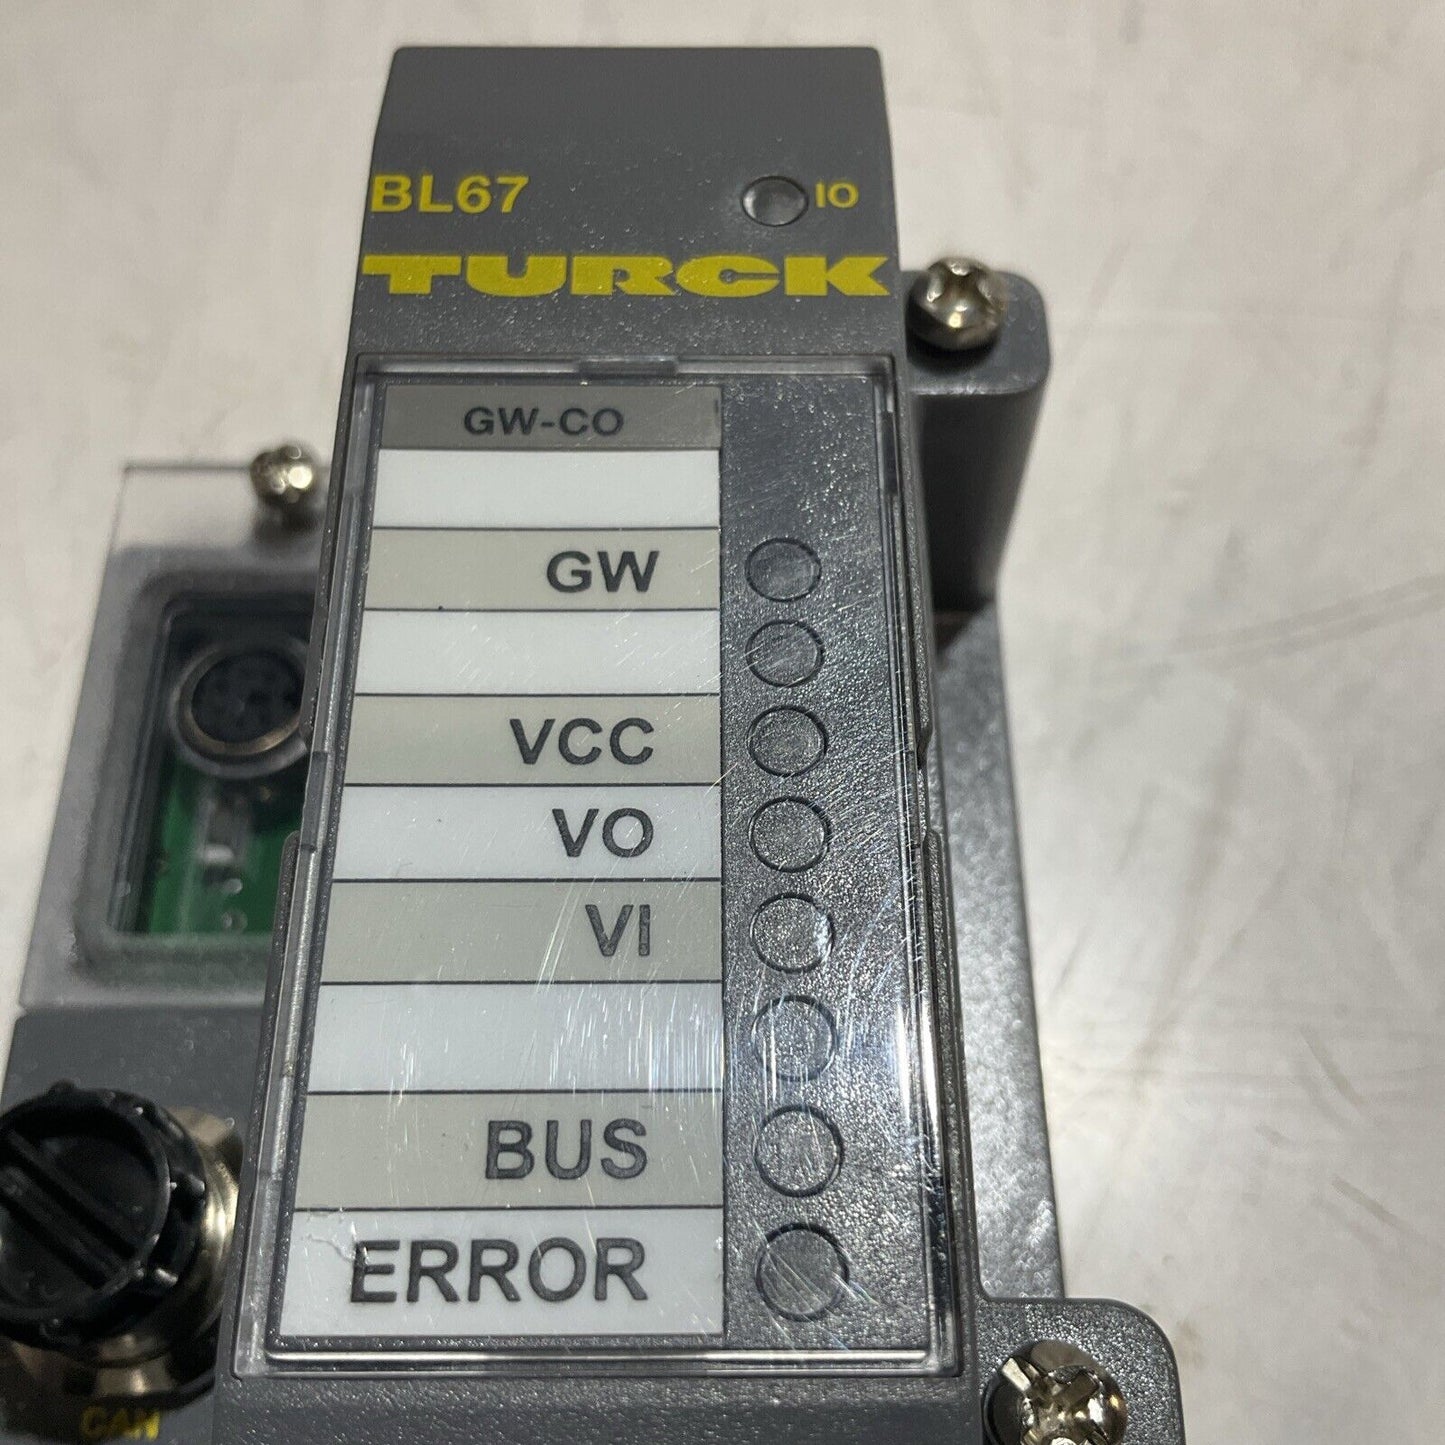 BL67
IO
TURCK
GW-CO
GW
VCC
VO
VI
BUS
ERROR
CAN